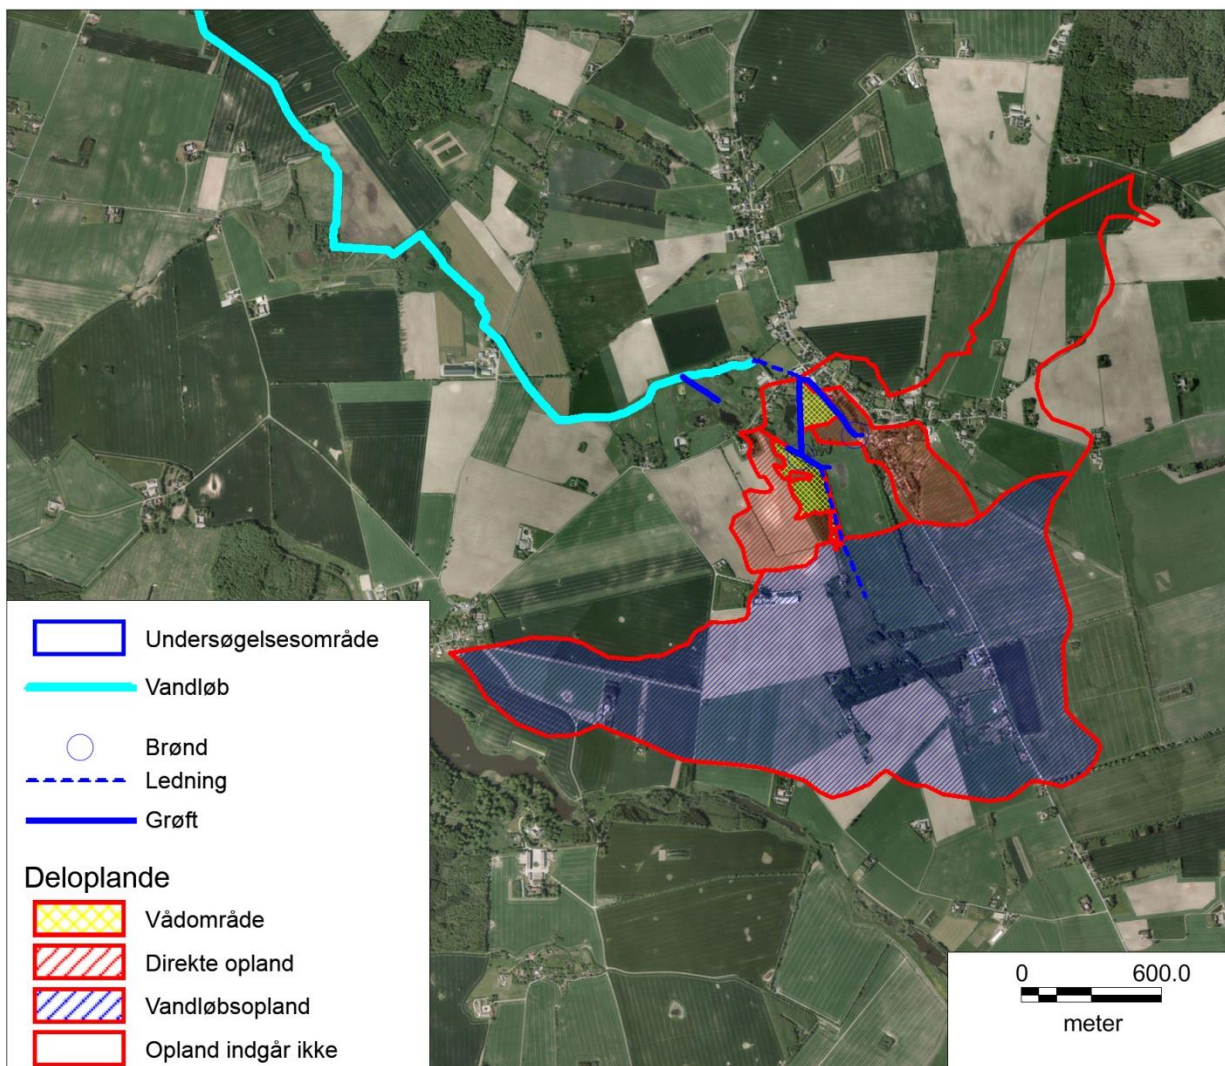 Undersøgelsesområde
Vandløb
Brønd
Ledning
Grøft
Deloplande
Vådområde
Direkte opland
Vandløbsopland
Opland indgår ikke
0 600.0
meter